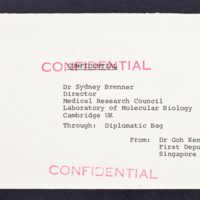 CONFIDENTIAL
CONFIDENTIAL
Dr Sydney Brenner
Director
Medical Research Council
Laboratory of Molecular Biology
Cambridge UK
Through: Diplomatic Bag
From: Dr Goh Ken
First Depu
Singapore
CONFIDENTIAL